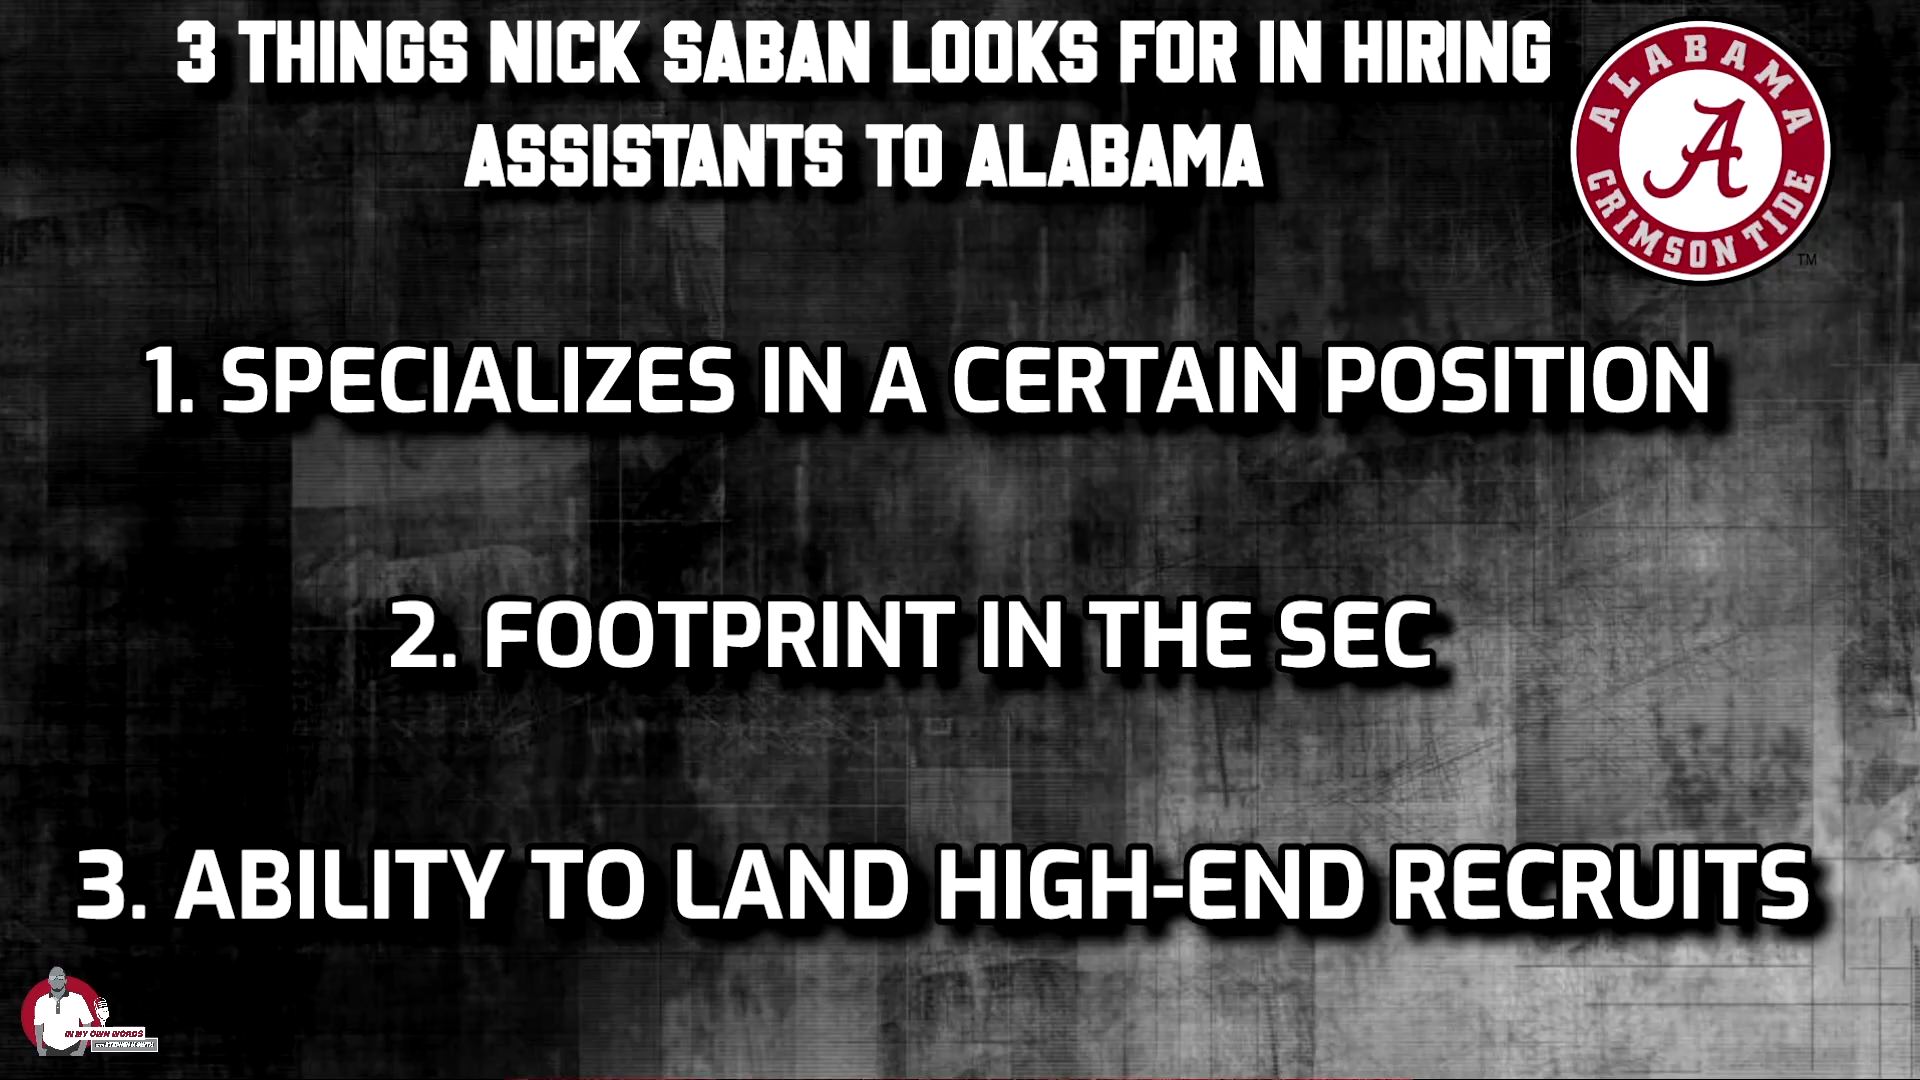 3 THINGS NICK SABAN LOOKS FOR IN HIRING
ASSISTANTS TO ALABAMA
ALABAMA
A
CRIMSON TIDE
TM
1. SPECIALIZES IN A CERTAIN POSITION
2. FOOTPRINT IN THE SEC
3. ABILITY TO LAND HIGH-END RECRUITS
IN MY OWN WORDS